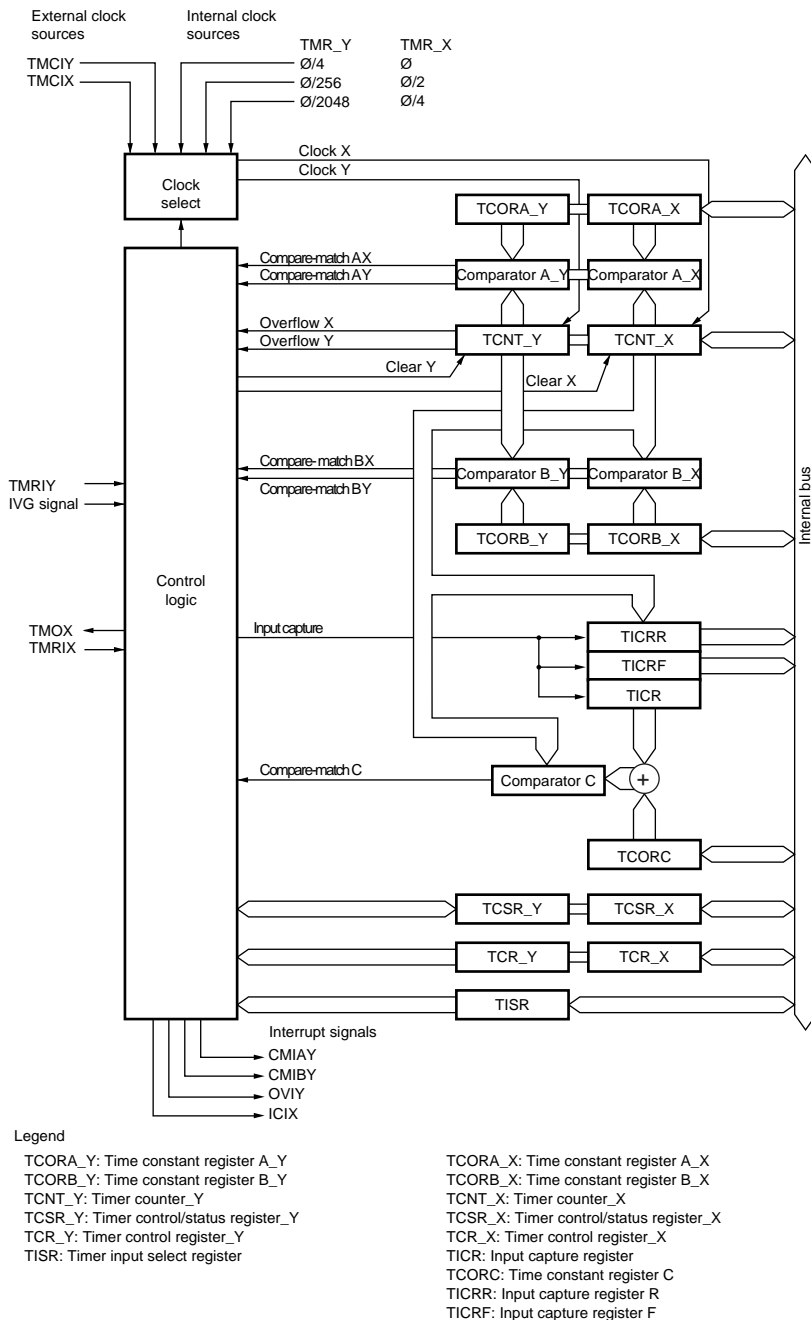 External clock sources
Internal clock sources
TMR_Y
TMR_X
TMCIY
Ø/4
Ø
TMCIX
Ø/256
Ø/2
Ø/2048
Ø/4
Clock X
Clock Y
Clock select
TCORA_Y
TCORA_X
Compare-match AX
Compare-match AY
Comparator A_Y
Comparator A_X
Overflow X
Overflow Y
TCNT_Y
TCNT_X
Clear Y
Clear X
Compare- match BX
Compare-match BY
Comparator B_Y
Comparator B_X
TMRIY
IVG signal
TCORB_Y
TCORB_X
Internal bus
Control logic
TMOX
TMRIX
Input capture
TICRR
TICRF
TICR
Compare-match C
Comparator C
+
TCORC
TCSR_Y
TCSR_X
TCR_Y
TCR_X
TISR
Interrupt signals
CMIAY
CMIBY
OVIY
ICIX
Legend
TCORA_Y: Time constant register A_Y
TCORB_Y: Time constant register B_Y
TCNT_Y: Timer counter_Y
TCSR_Y: Timer control/status register_Y
TCR_Y: Timer control register_Y
TISR: Timer input select register
TCORA_X: Time constant register A_X
TCORB_X: Time constant register B_X
TCNT_X: Timer counter_X
TCSR_X: Timer control/status register_X
TCR_X: Timer control register_X
TICR: Input capture register
TCORC: Time constant register C
TICRR: Input capture register R
TICRF: Input capture register F